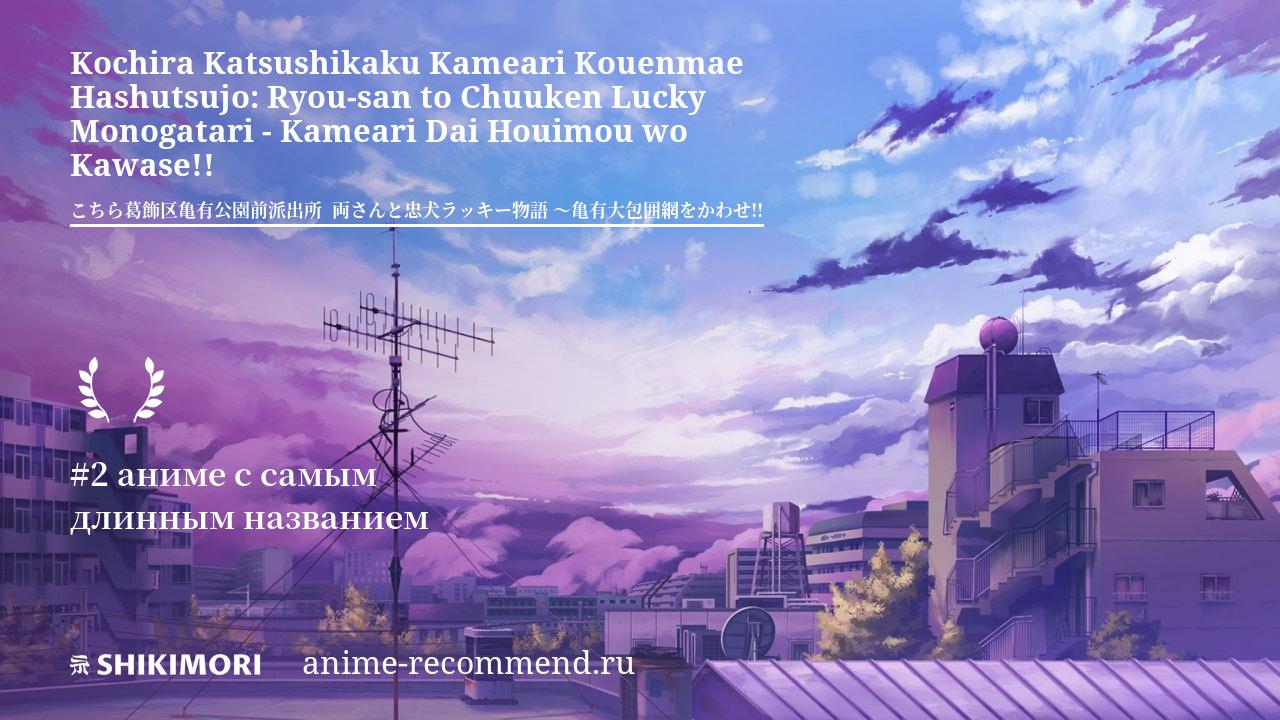 Kochira Katsushikaku Kameari Kouenmae
Hashutsujo: Ryou-san to Chuuken Lucky
Monogatari - Kameari Dai Houimou wo
Kawase!!
こちら葛飾区亀有公園前派出所 両さんと忠犬ラッキー物語 ～亀有大包囲網をかわせ!!
#2 аниме с самым
длинным названием
SHIKIMORI anime-recommend.ru